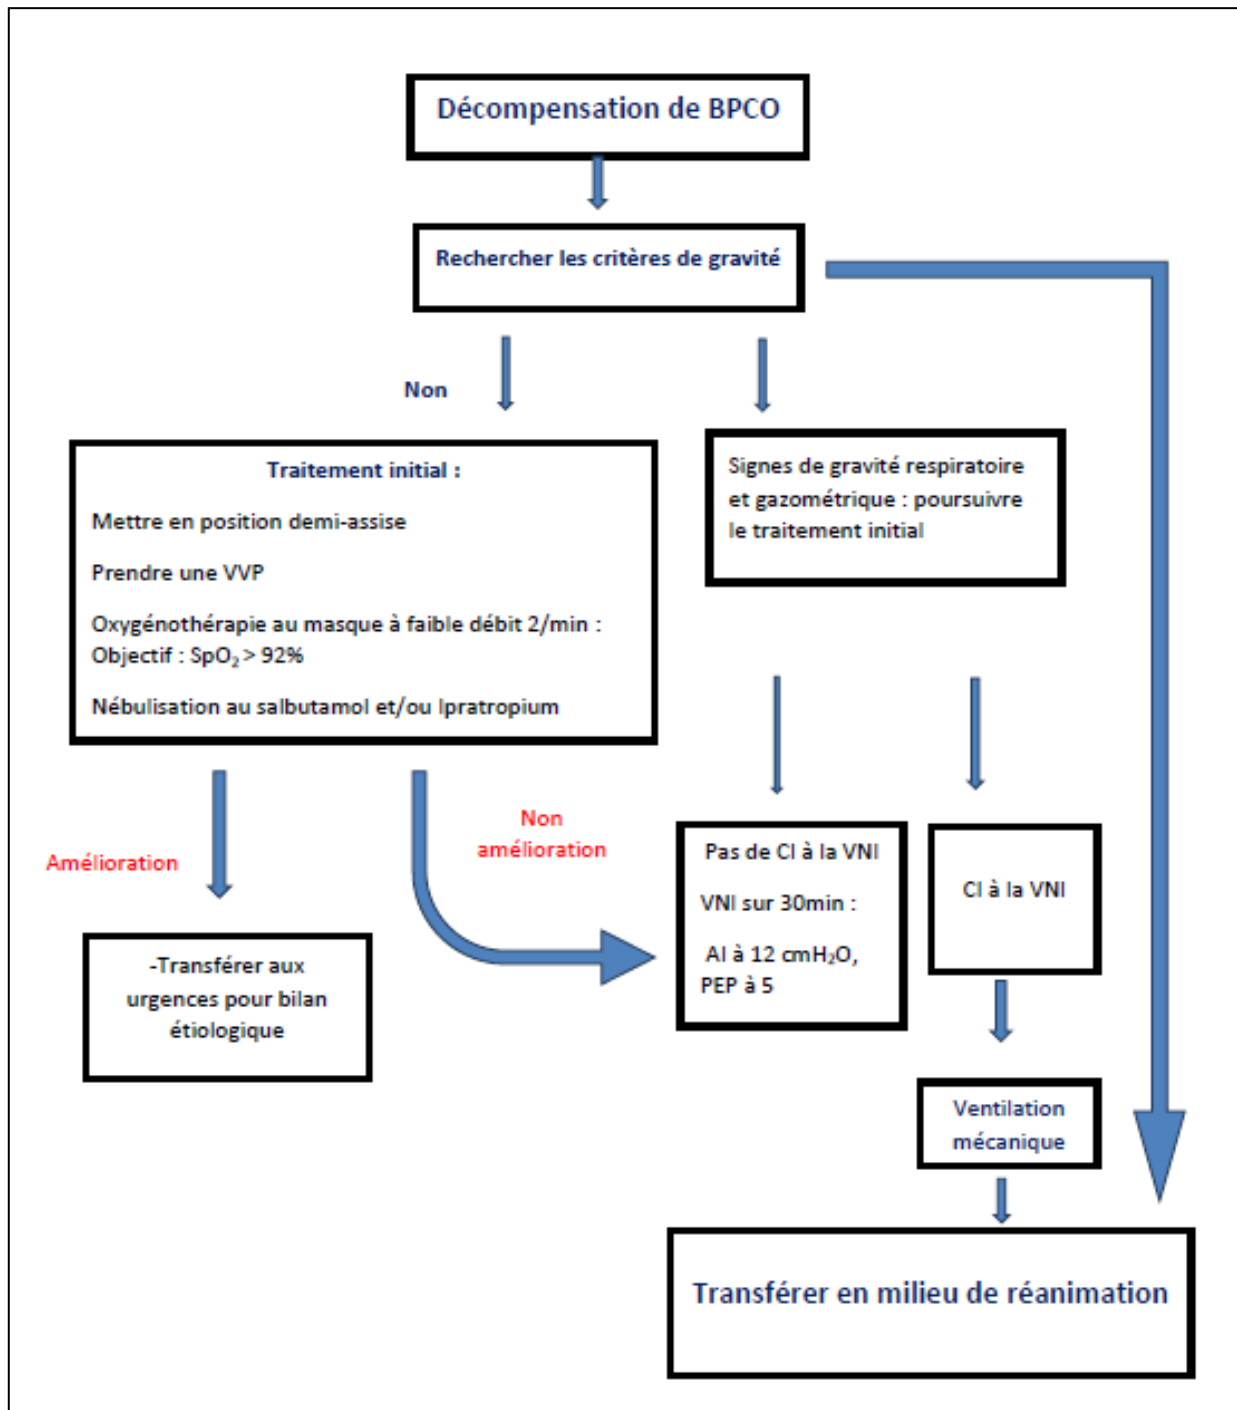 Décompensation de BPCO
Rechercher les critères de gravité
Non
Traitement initial :
Mettre en position demi-assise
Prendre une VVP
Oxygénothérapie au masque à faible débit 2/min :
Objectif : SpO₂ > 92%
Nébulisation au salbutamol et/ou Ipratropium
Signes de gravité respiratoire
et gazométrique : poursuivre
le traitement initial
Amélioration
Non
amélioration
-Transférer aux
urgences pour bilan
étiologique
Pas de CI à la VNI
VNI sur 30min :
AI à 12 cmH₂O,
PEP à 5
CI à la VNI
Ventilation
mécanique
Transférer en milieu de réanimation